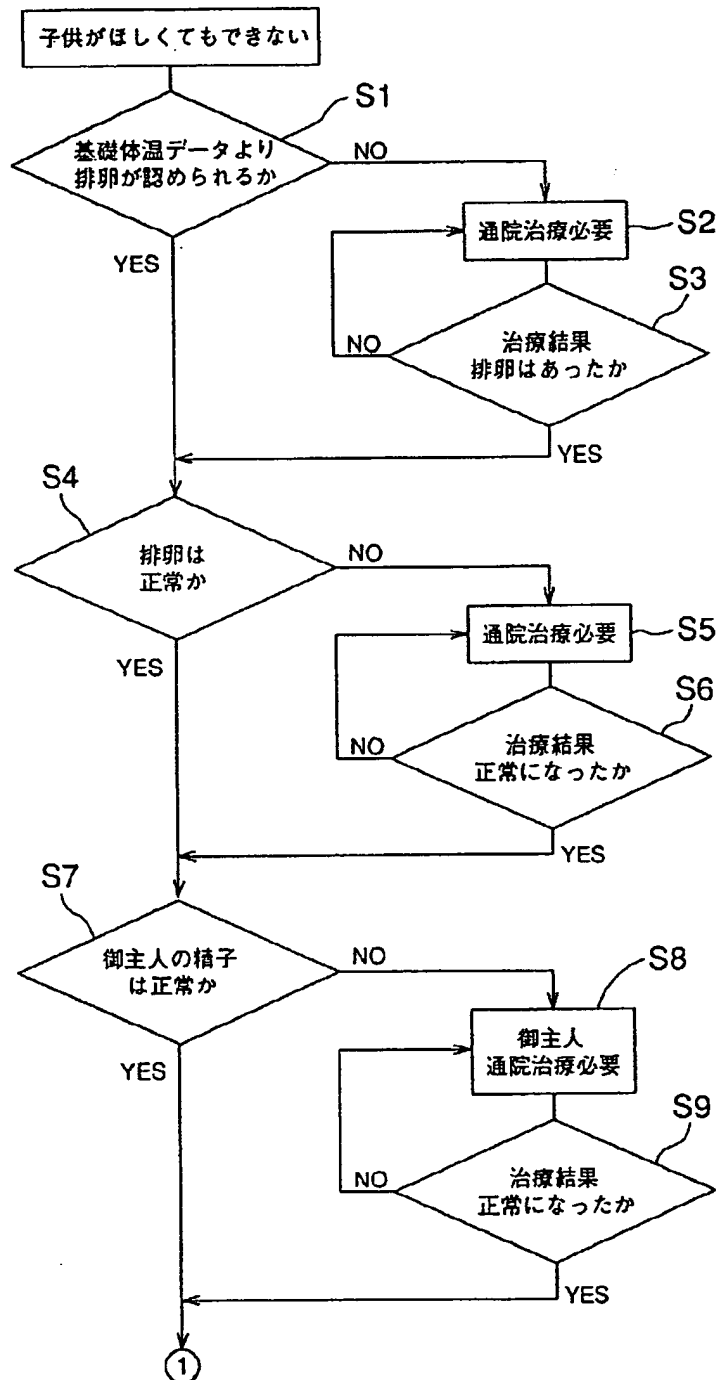 子供がほしくてもできない
S1
基礎体温データより
排卵が認められるか
NO
YES
通院治療必要
S2
S3
治療結果
排卵はあったか
NO
YES
S4
排卵は
正常か
NO
YES
通院治療必要
S5
S6
治療結果
正常になったか
NO
YES
S7
御主人の精子
は正常か
NO
YES
S8
御主人
通院治療必要
S9
治療結果
正常になったか
NO
YES
1